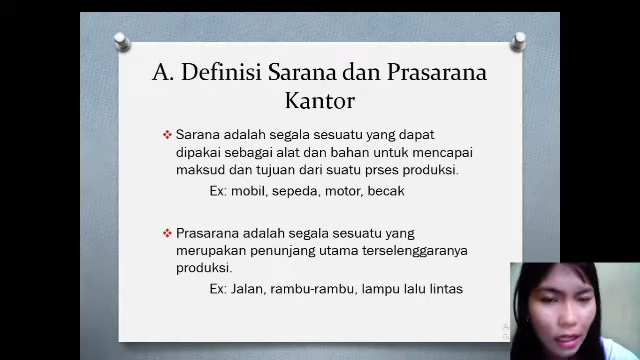 A. Definisi Sarana dan Prasarana
Kantor
Sarana adalah segala sesuatu yang dapat
dipakai sebagai alat dan bahan untuk mencapai
maksud dan tujuan dari suatu prses produksi.
Ex: mobil, sepeda, motor, becak
Prasarana adalah segala sesuatu yang
merupakan penunjang utama terselenggaranya
produksi.
Ex: Jalan, rambu-rambu, lampu lalu lintas